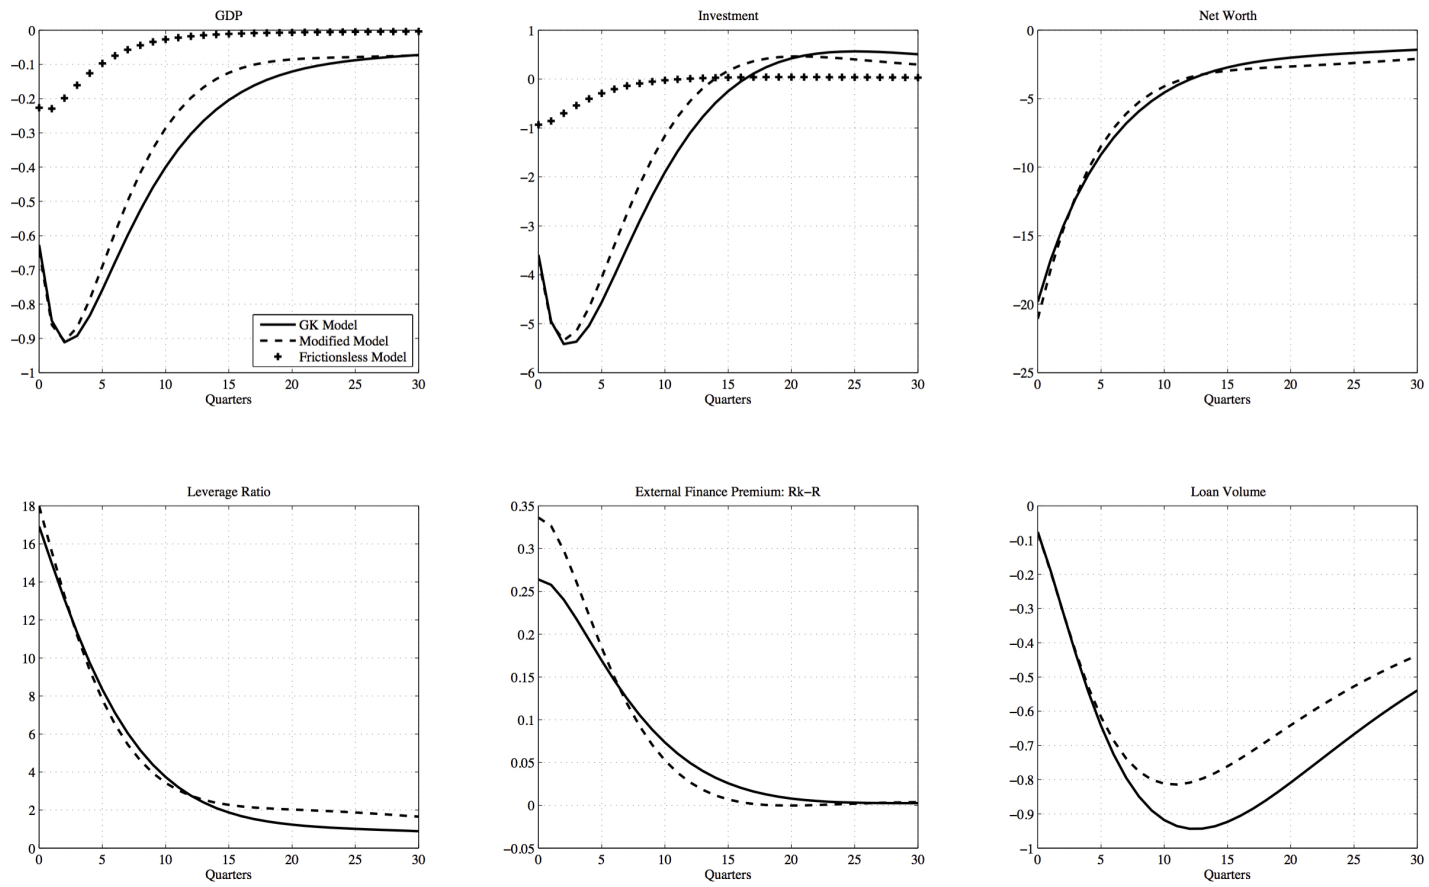 GDP
0
−0.1
−0.2
−0.3
−0.4
−0.5
−0.6
−0.7
−0.8
−0.9
−1
GK Model
Modified Model
Frictionless Model
0 5 10 15 20 25 30
Quarters
Investment
1
0
−1
−2
−3
−4
−5
−6
0 5 10 15 20 25 30
Quarters
Net Worth
0
−5
−10
−15
−20
−25
0 5 10 15 20 25 30
Quarters
Leverage Ratio
18
16
14
12
10
8
6
4
2
0
0 5 10 15 20 25 30
Quarters
External Finance Premium: Rk−R
0.35
0.3
0.25
0.2
0.15
0.1
0.05
0
−0.05
0 5 10 15 20 25 30
Quarters
Loan Volume
0
−0.1
−0.2
−0.3
−0.4
−0.5
−0.6
−0.7
−0.8
−0.9
−1
0 5 10 15 20 25 30
Quarters